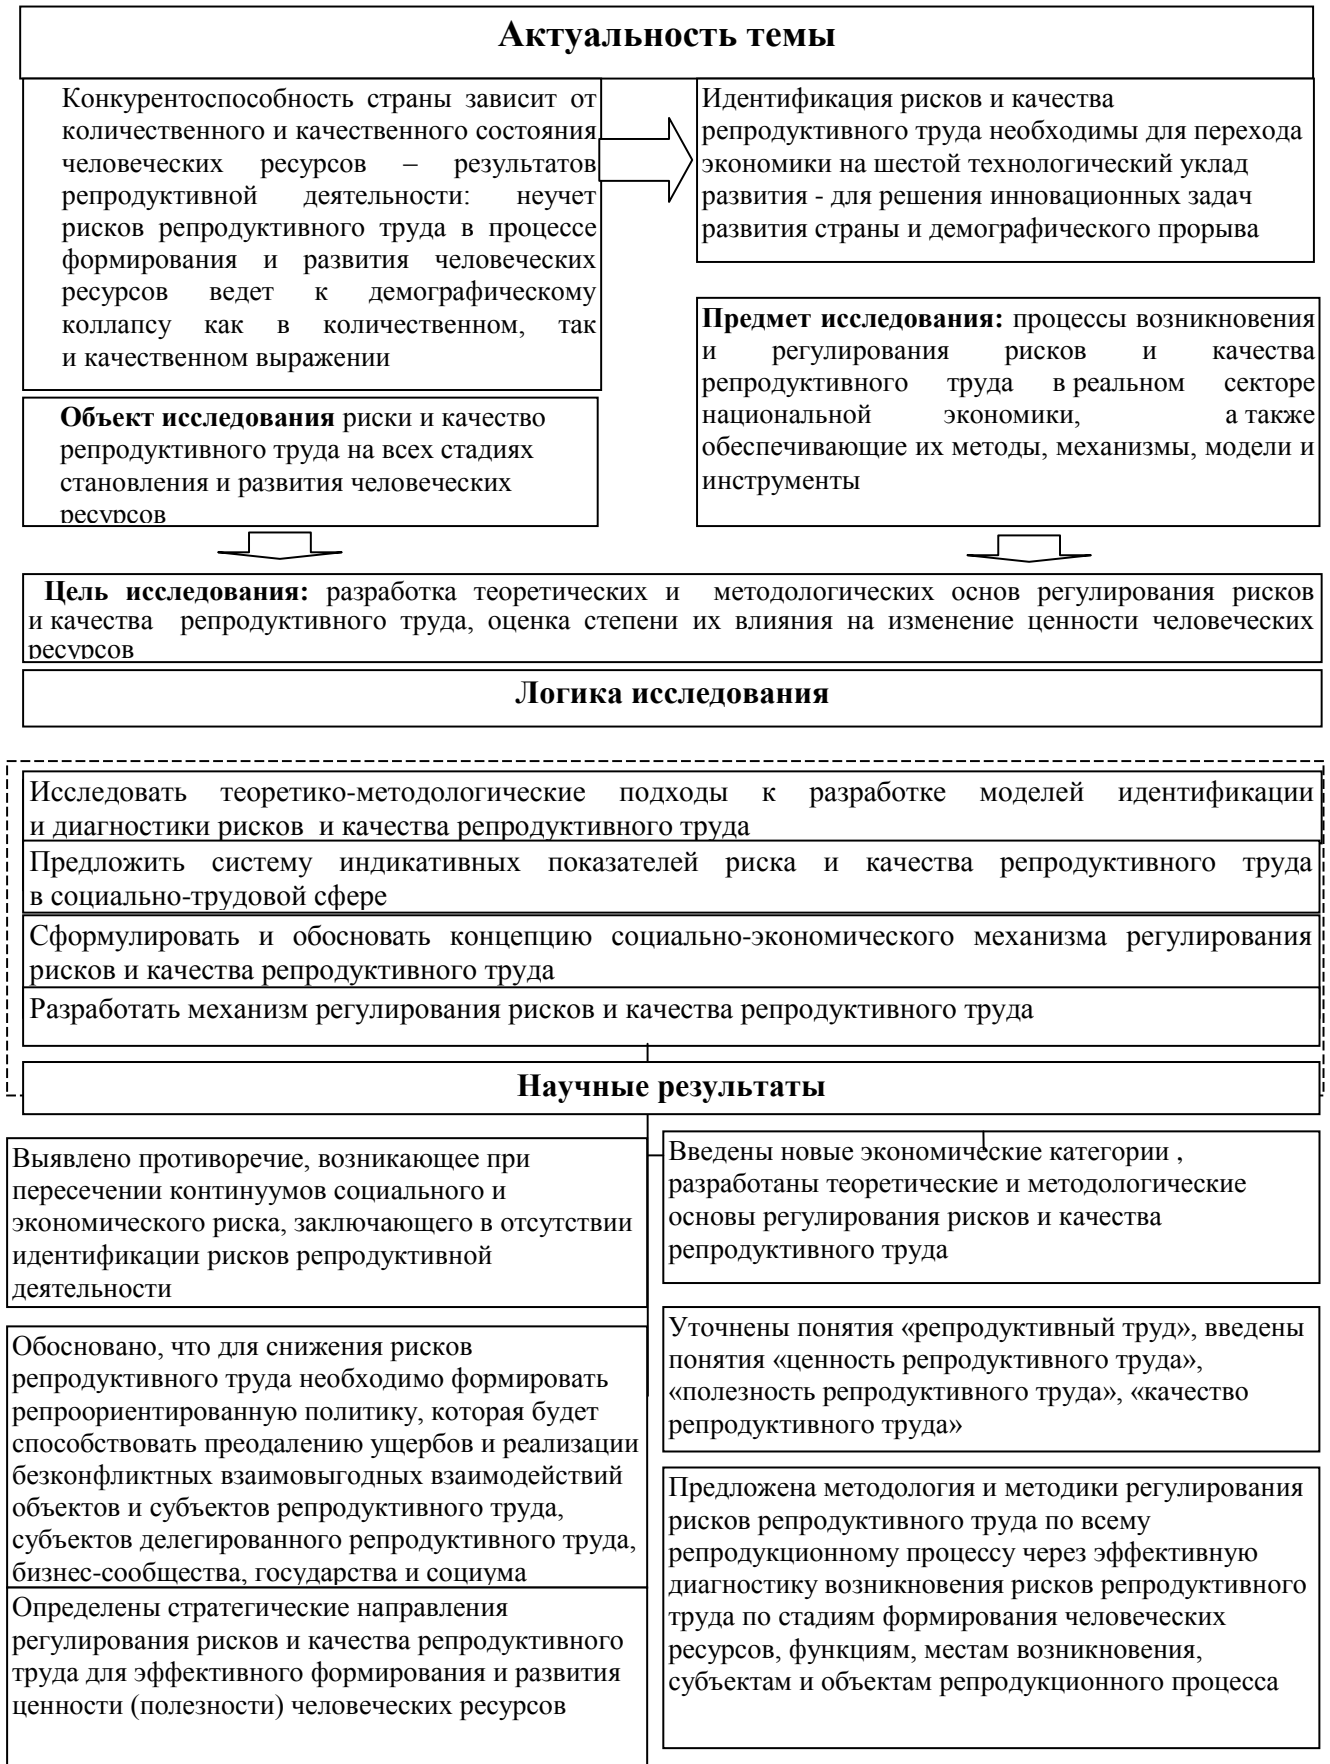 Актуальность темы
Конкурентоспособность страны зависит от
количественного и качественного состояния
человеческих ресурсов – результатов
репродуктивной деятельности: неучет
рисков репродуктивного труда в процессе
формирования и развития человеческих
ресурсов ведет к демографическому
коллапсу как в количественном, так
и качественном выражении
Идентификация рисков и качества
репродуктивного труда необходимы для перехода
экономики на шестой технологический уклад
развития - для решения инновационных задач
развития страны и демографического прорыва
Объект исследования риски и качество
репродуктивного труда на всех стадиях
становления и развития человеческих
ресурсов
Предмет исследования: процессы возникновения
и регулирования рисков и качества
репродуктивного труда в реальном секторе
национальной экономики, а также
обеспечивающие их методы, механизмы, модели и
инструменты
Цель исследования: разработка теоретических и методологических основ регулирования рисков
и качества репродуктивного труда, оценка степени их влияния на изменение ценности человеческих
ресурсов
Логика исследования
Исследовать теоретико-методологические подходы к разработке моделей идентификации
и диагностики рисков и качества репродуктивного труда
Предложить систему индикативных показателей риска и качества репродуктивного труда
в социально-трудовой сфере
Сформулировать и обосновать концепцию социально-экономического механизма регулирования
рисков и качества репродуктивного труда
Разработать механизм регулирования рисков и качества репродуктивного труда
Научные результаты
Выявлено противоречие, возникающее при
пересечении континуумов социального и
экономического риска, заключающего в отсутствии
идентификации рисков репродуктивной
деятельности
Обосновано, что для снижения рисков
репродуктивного труда необходимо формировать
репроориентированную политику, которая будет
способствовать преодалению ущербов и реализации
безконфликтных взаимовыгодных взаимодействий
объектов и субъектов репродуктивного труда,
субъектов делегированного репродуктивного труда,
бизнес-сообщества, государства и социума
Определены стратегические направления
регулирования рисков и качества репродуктивного
труда для эффективного формирования и развития
ценности (полезности) человеческих ресурсов
Введены новые экономические категории ,
разработаны теоретические и методологические
основы регулирования рисков и качества
репродуктивного труда
Уточнены понятия «репродуктивный труд», введены
понятия «ценность репродуктивного труда»,
«полезность репродуктивного труда», «качество
репродуктивного труда»
Предложена методология и методики регулирования
рисков репродуктивного труда по всему
репродукционному процессу через эффективную
диагностику возникновения рисков репродуктивного
труда по стадиям формирования человеческих
ресурсов, функциям, местам возникновения,
субъектам и объектам репродукционного процесса